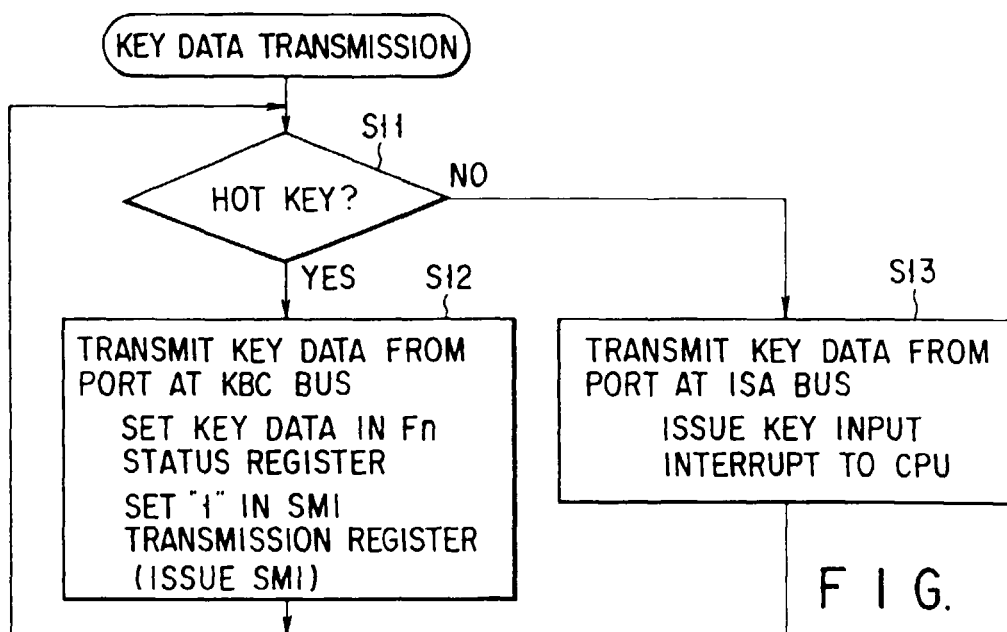 KEY DATA TRANSMISSION
S11
HOT KEY?
NO
YES
S12
TRANSMIT KEY DATA FROM
PORT AT KBC BUS
SET KEY DATA IN Fn
STATUS REGISTER
SET "1" IN SMI
TRANSMISSION REGISTER
(ISSUE SMI)
S13
TRANSMIT KEY DATA FROM
PORT AT ISA BUS
ISSUE KEY INPUT
INTERRUPT TO CPU
FIG.